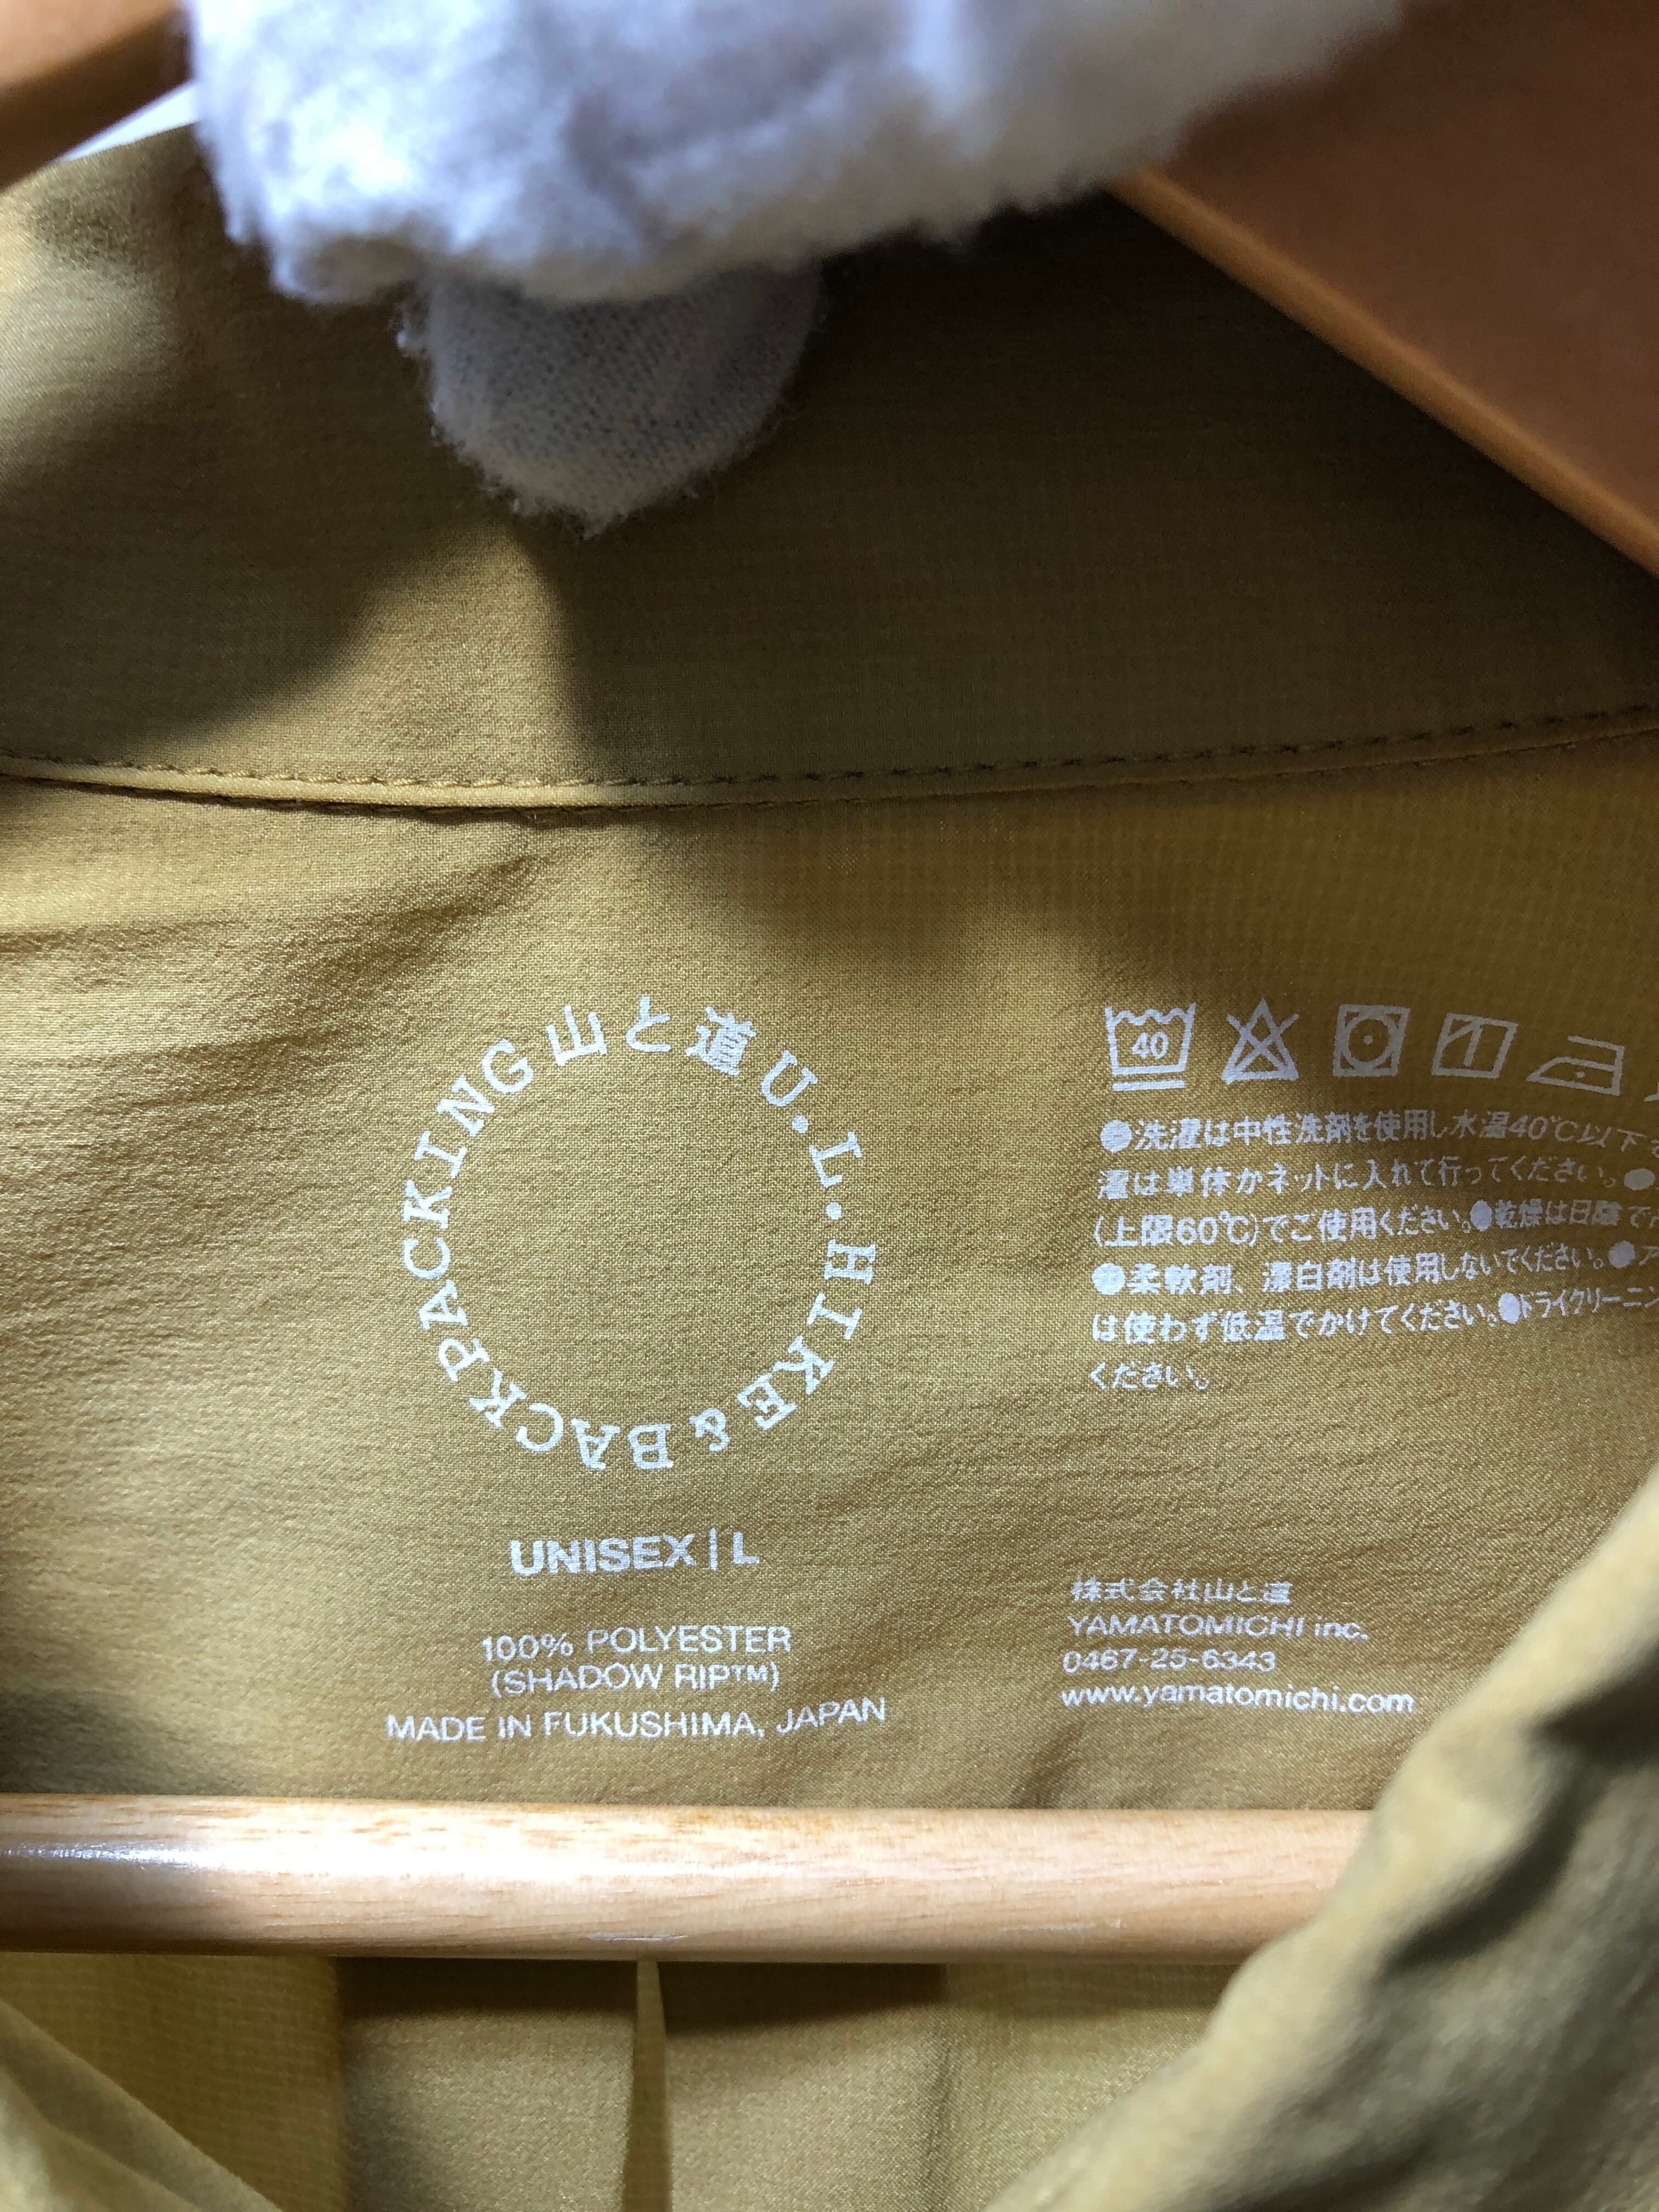 山と道 U.L.HIKE & BACKPACKING
UNISEX | L
100% POLYESTER
(SHADOW RIP™)
MADE IN FUKUSHIMA, JAPAN
40
●洗濯は中性洗剤を使用し水温40℃以下で
濯は単体かネットに入れて行ってください。●
(上限60℃)でご使用ください。●乾燥は日陰で
●柔軟剤、漂白剤は使用しないでください。●ア
は使わず低温でかけてください。●ドライクリーニン
ください。
株式会社山と道
YAMATOMICHI inc.
0467-25-6343
www.yamatomichi.com